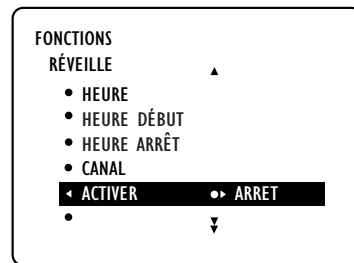 FONCTIONS
RÉVEILLE
HEURE
HEURE DÉBUT
HEURE ARRÊT
CANAL
ACTIVER ARRET